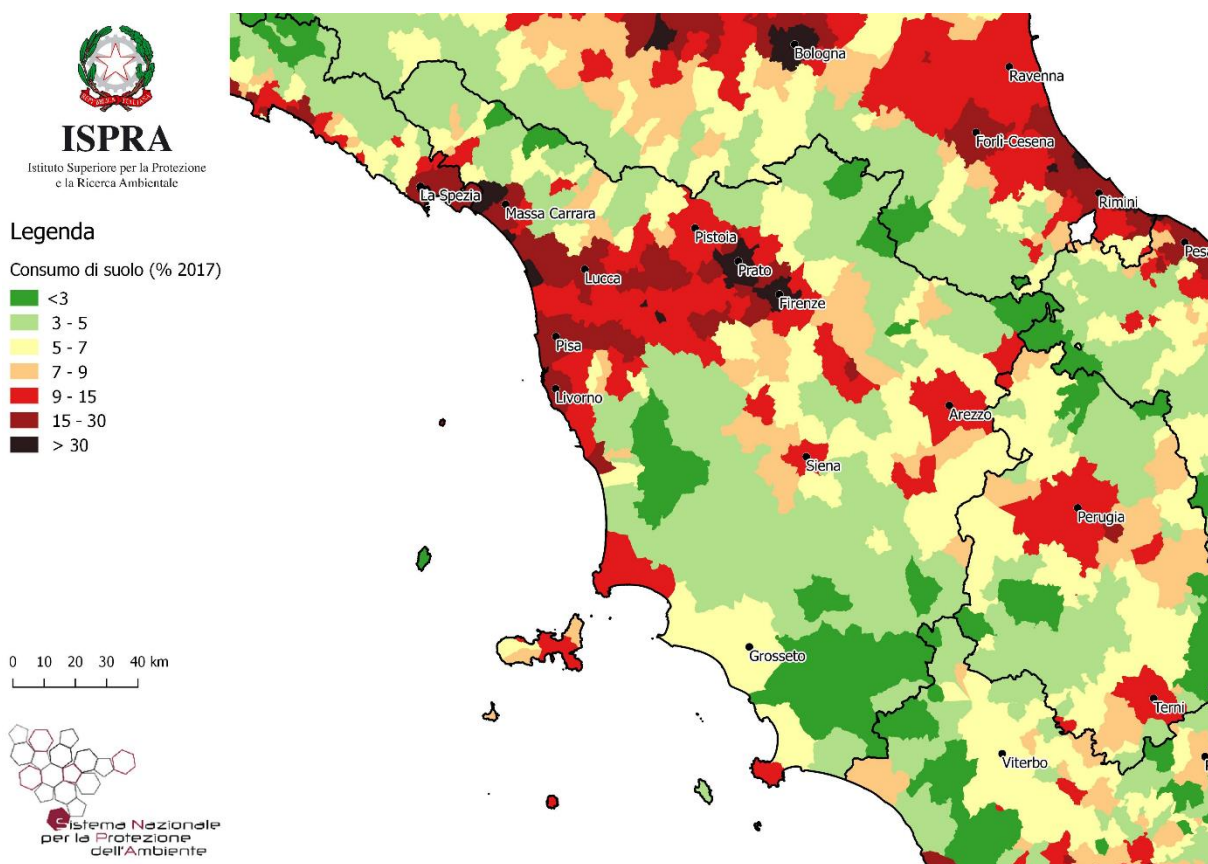 REPVBBLICA ITALIANA
ISPRA
Istituto Superiore per la Protezione
e la Ricerca Ambientale
Legenda
Consumo di suolo (% 2017)
<3
3 - 5
5 - 7
7 - 9
9 - 15
15 - 30
> 30
0 10 20 30 40 km
Sistema Nazionale
per la Protezione
dell'Ambiente
Bologna
Ravenna
Forlì-Cesena
La Spezia
Massa Carrara
Rimini
Pistoia
Pesa
Prato
Lucca
Firenze
Pisa
Livorno
Arezzo
Siena
Perugia
Grosseto
Terni
Viterbo